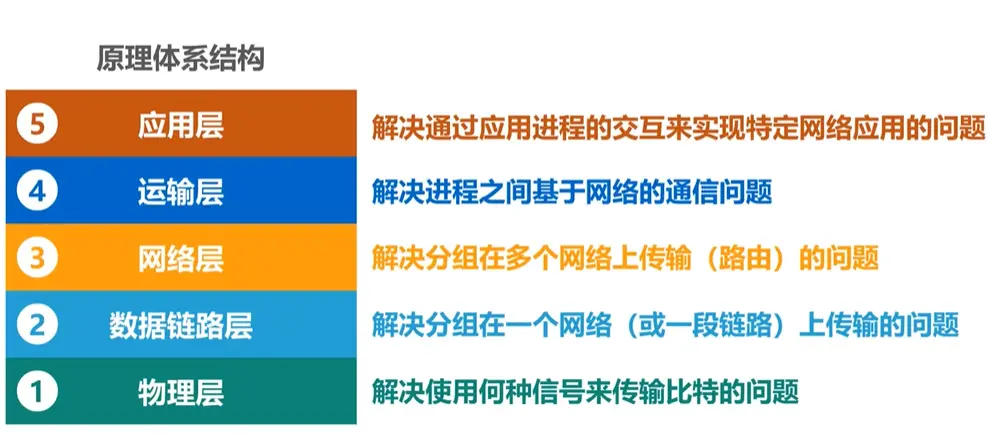 原理体系结构
5 应用层 解决通过应用进程的交互来实现特定网络应用的问题
4 运输层 解决进程之间基于网络的通信问题
3 网络层 解决分组在多个网络上传输（路由）的问题
2 数据链路层 解决分组在一个网络（或一段链路）上传输的问题
1 物理层 解决使用何种信号来传输比特的问题